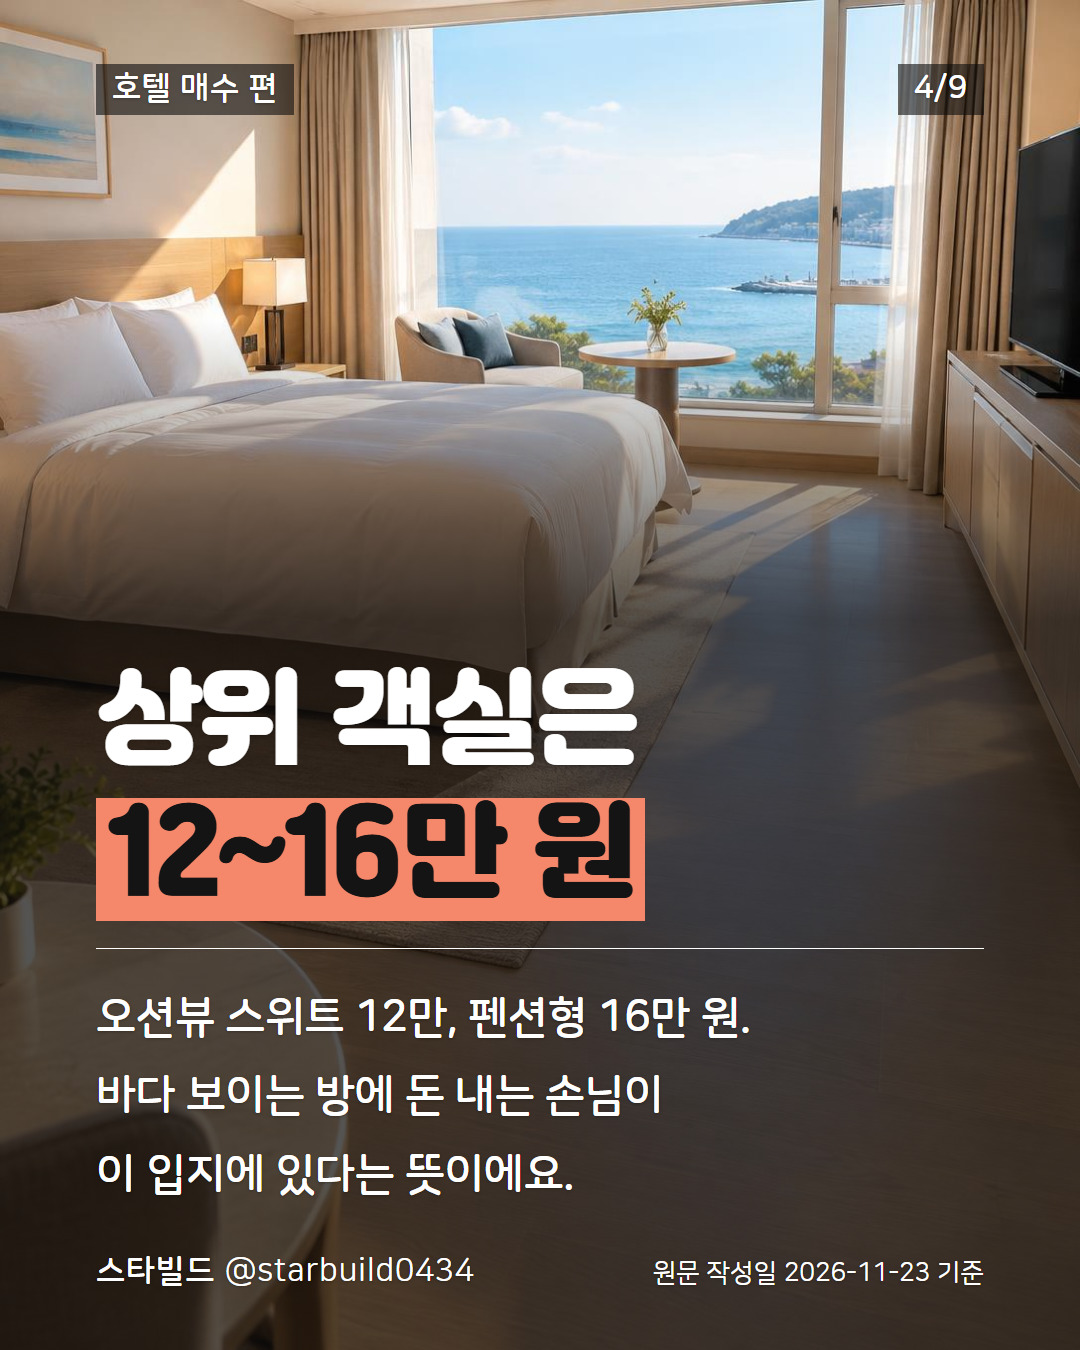 호텔 매수 편
4/9
상위 객실은
12~16만 원
오션뷰 스위트 12만, 펜션형 16만 원.
바다 보이는 방에 돈 내는 손님이
이 입지에 있다는 뜻이에요.
스타빌드 @starbuild0434
원문 작성일 2026-11-23 기준